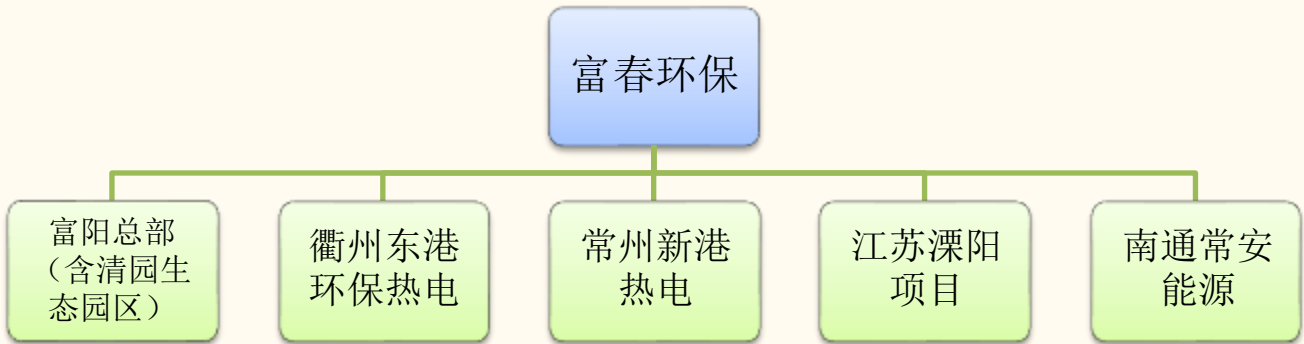 富春环保
富阳总部
（含清园生
态园区）
衢州东港
环保热电
常州新港
热电
江苏溧阳
项目
南通常安
能源